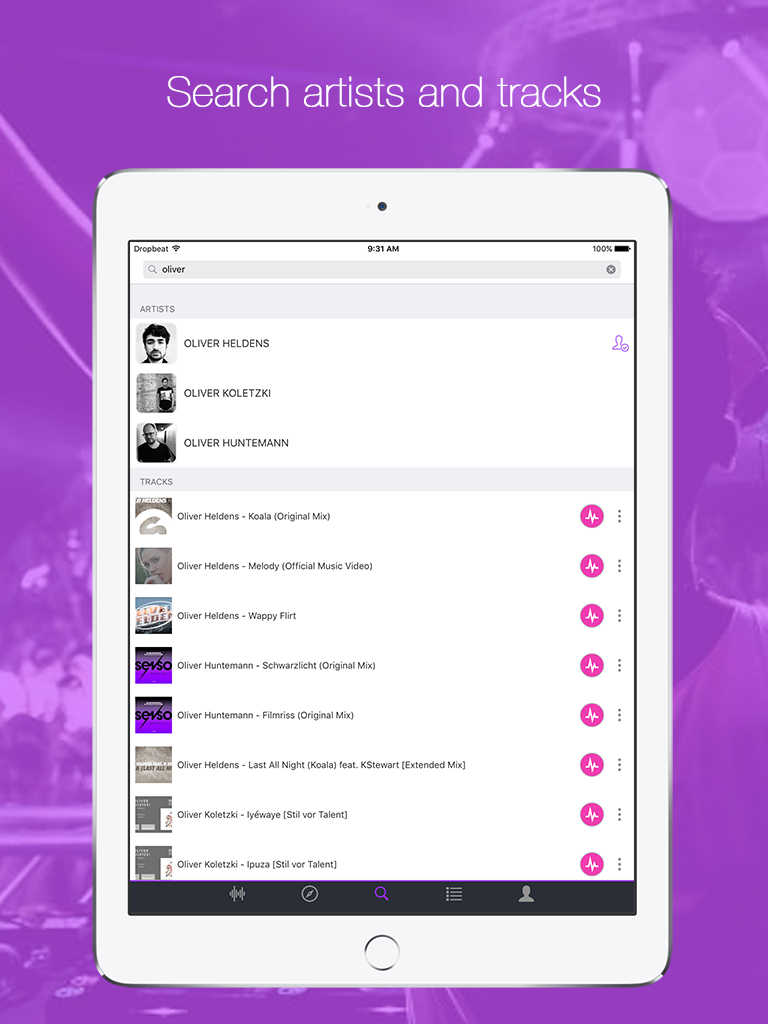 Search artists and tracks
Dropbeat 9:31 AM 100%
oliver
ARTISTS
OLIVER HELDENS
OLIVER KOLETZKI
OLIVER HUNTEMANN
TRACKS
Oliver Heldens - Koala (Original Mix)
Oliver Heldens - Melody (Official Music Video)
Oliver Heldens - Wappy Flirt
Oliver Huntemann - Schwarzlicht (Original Mix)
Oliver Huntemann - Filmriss (Original Mix)
Oliver Heldens - Last All Night (Koala) feat. KStewart [Extended Mix]
Oliver Koletzki - Iyéwaye [Stil vor Talent]
Oliver Koletzki - Ipuza [Stil vor Talent]